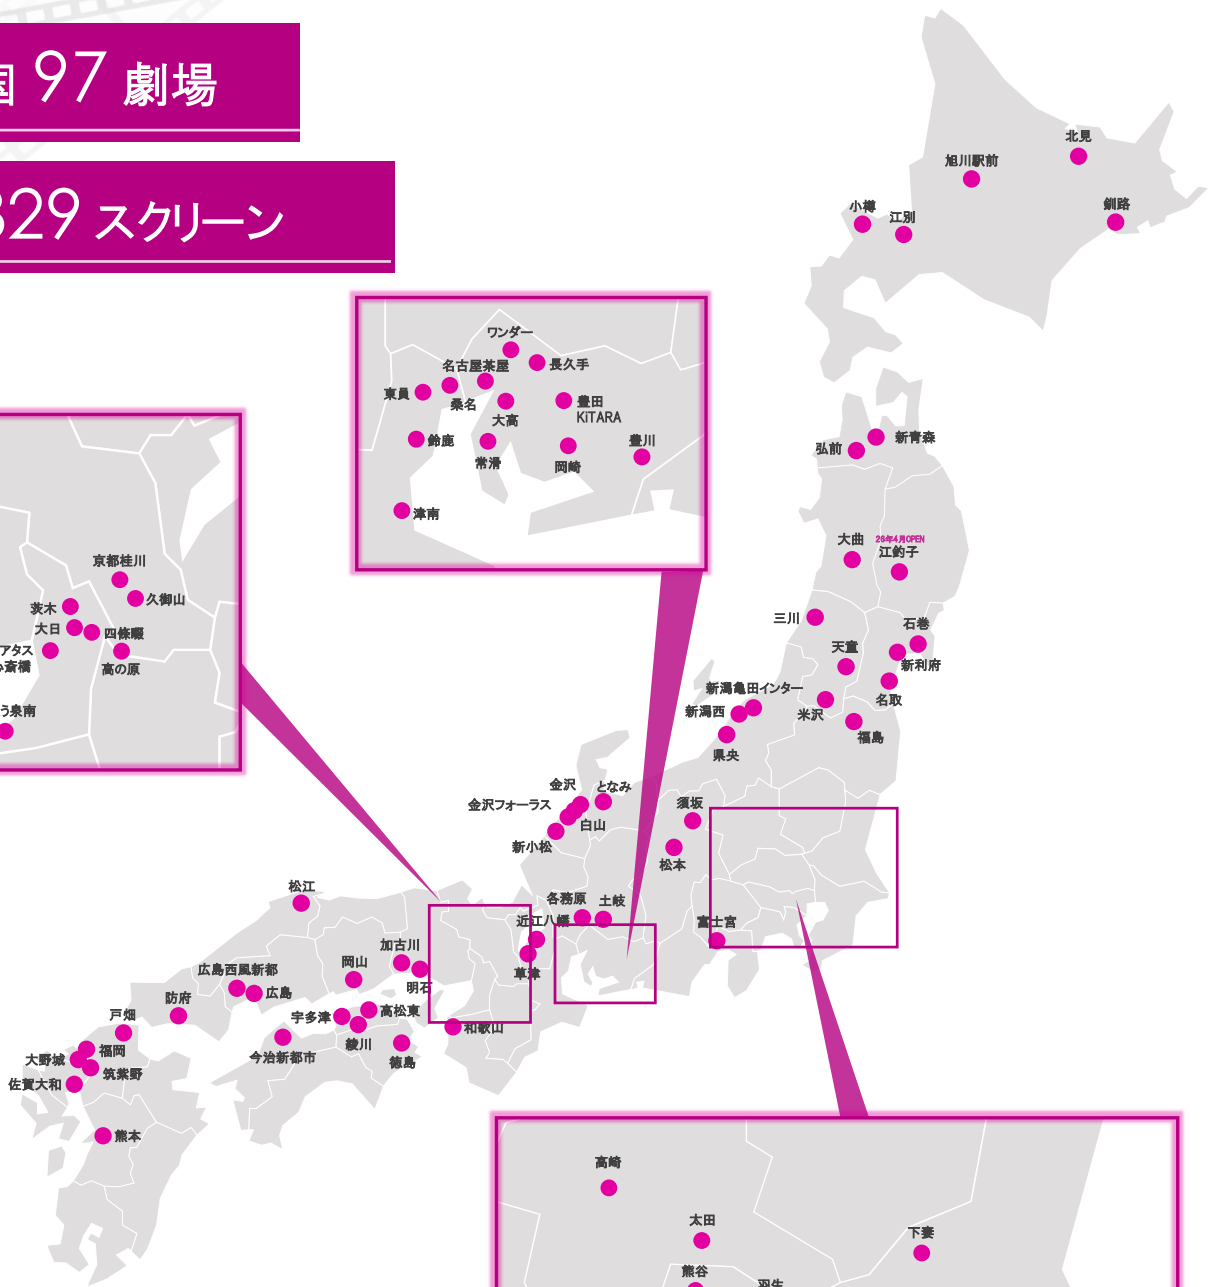 国 97 劇場
829 スクリーン
北見
旭川駅前
小樽
江別
釧路
ワンダー
長久手
名古屋茶屋
東員
桑名
大高
豊田
KiTARA
鈴鹿
常滑
岡崎
豊川
津南
新青森
弘前
大曲
26年4月OPEN
江釣子
三川
石巻
天童
新利府
名取
新潟亀田インター
新潟西
米沢
福島
県央
京都桂川
久御山
茨木
大日
四條畷
アタス
心斎橋
高の原
う泉南
金沢
となみ
金沢フォーラス
白山
新小松
須坂
松本
各務原
土岐
近江八幡
草津
富士宮
松江
加古川
岡山
明石
広島西風新都
広島
防府
戸畑
宇多津
高松東
綾川
和歌山
今治新都市
徳島
大野城
福岡
筑紫野
佐賀大和
熊本
高崎
太田
下妻
熊谷
羽生